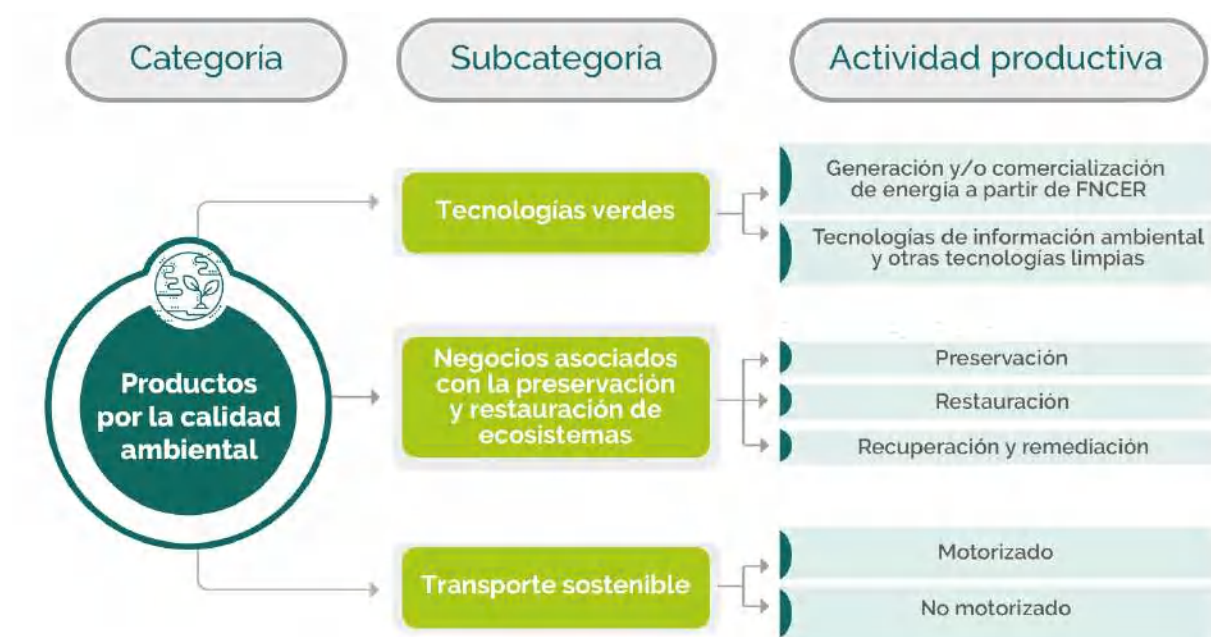 Categoría
Subcategoría
Actividad productiva
Productos
por la calidad
ambiental
Tecnologías verdes
Generación y/o comercialización
de energía a partir de FNCER
Tecnologías de información ambiental
y otras tecnologías limpias
Negocios asociados
con la preservación
y restauración de
ecosistemas
Preservación
Restauración
Recuperación y remediación
Transporte sostenible
Motorizado
No motorizado